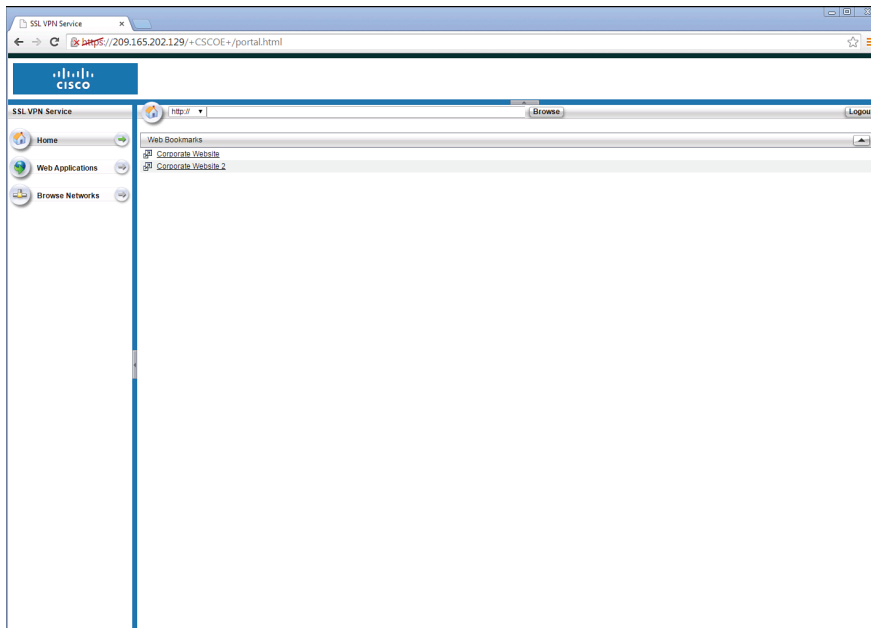 SSL VPN Service
https://209.165.202.129/+CSCOE+/portal.html
CISCO
SSL VPN Service
http://
Browse
Logou
Home
Web Bookmarks
Corporate Website
Web Applications
Corporate Website 2
Browse Networks